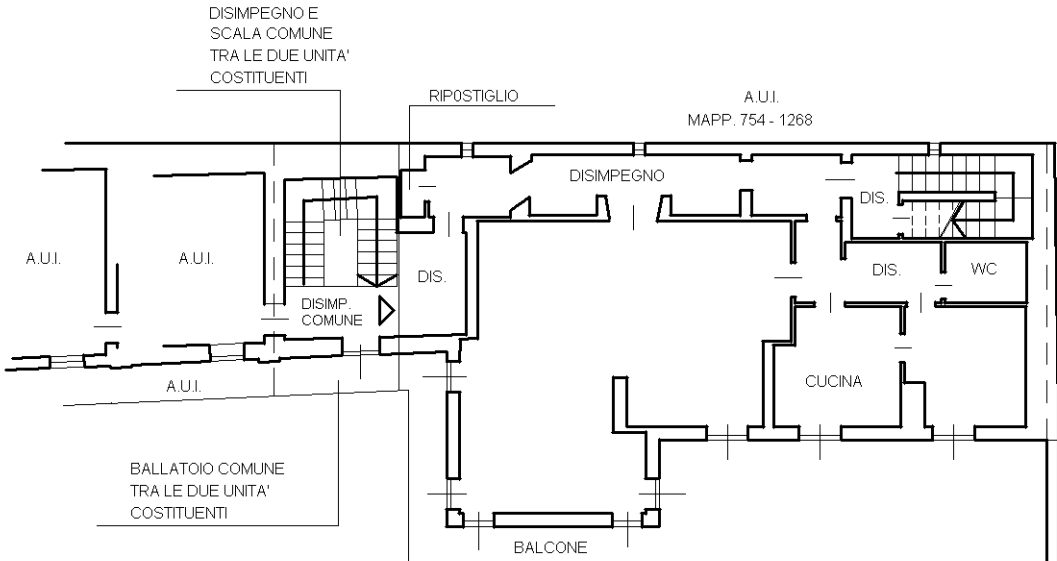 DISIMPEGNO E
SCALA COMUNE
TRA LE DUE UNITA'
COSTITUENTI
RIPOSTIGLIO
A.U.I.
MAPP. 754 - 1268
DISIMPEGNO
DIS.
A.U.I.
A.U.I.
DIS.
DIS.
WC
DISIMP.
COMUNE
A.U.I.
CUCINA
BALLATOIO COMUNE
TRA LE DUE UNITA'
COSTITUENTI
BALCONE